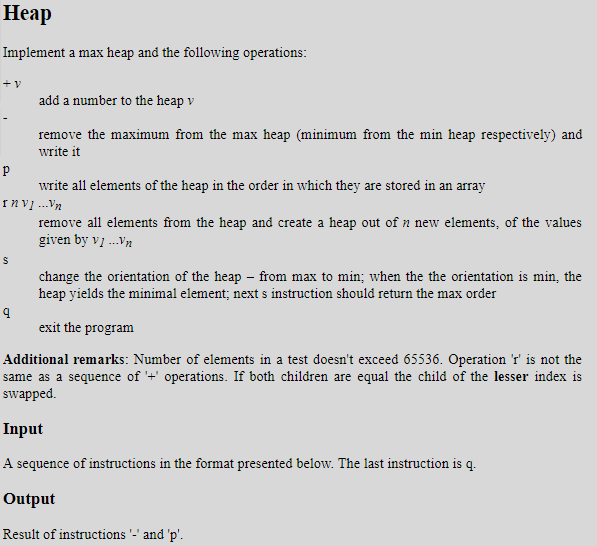 Heap
Implement a max heap and the following operations:
+ v
add a number to the heap v
-
remove the maximum from the max heap (minimum from the min heap respectively) and
write it
p
write all elements of the heap in the order in which they are stored in an array
r n v1 ...vn
remove all elements from the heap and create a heap out of n new elements, of the values
given by v1 ...vn
s
change the orientation of the heap – from max to min; when the the orientation is min, the
heap yields the minimal element; next s instruction should return the max order
q
exit the program
Additional remarks: Number of elements in a test doesn't exceed 65536. Operation 'r' is not the
same as a sequence of '+' operations. If both children are equal the child of the lesser index is
swapped.
Input
A sequence of instructions in the format presented below. The last instruction is q.
Output
Result of instructions '-' and 'p'.